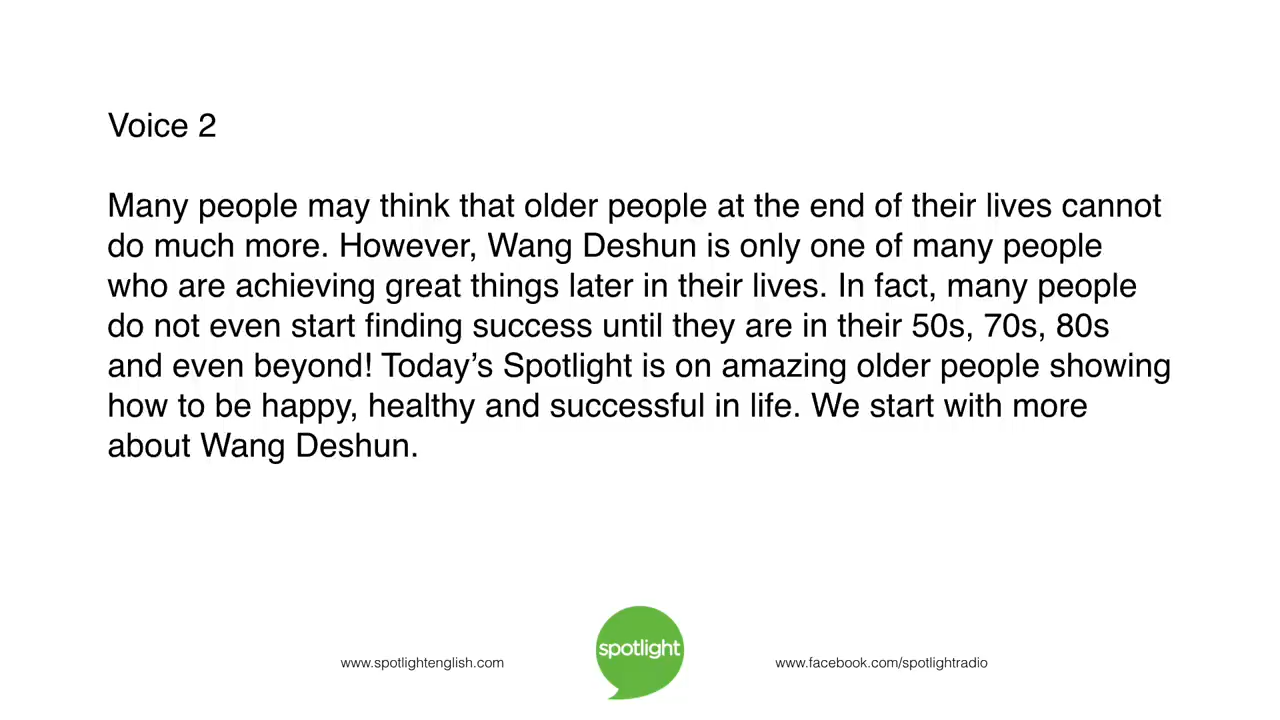 Voice 2
Many people may think that older people at the end of their lives cannot
do much more. However, Wang Deshun is only one of many people
who are achieving great things later in their lives. In fact, many people
do not even start finding success until they are in their 50s, 70s, 80s
and even beyond! Today’s Spotlight is on amazing older people showing
how to be happy, healthy and successful in life. We start with more
about Wang Deshun.
www.spotlightenglish.com
spotlight
www.facebook.com/spotlightradio